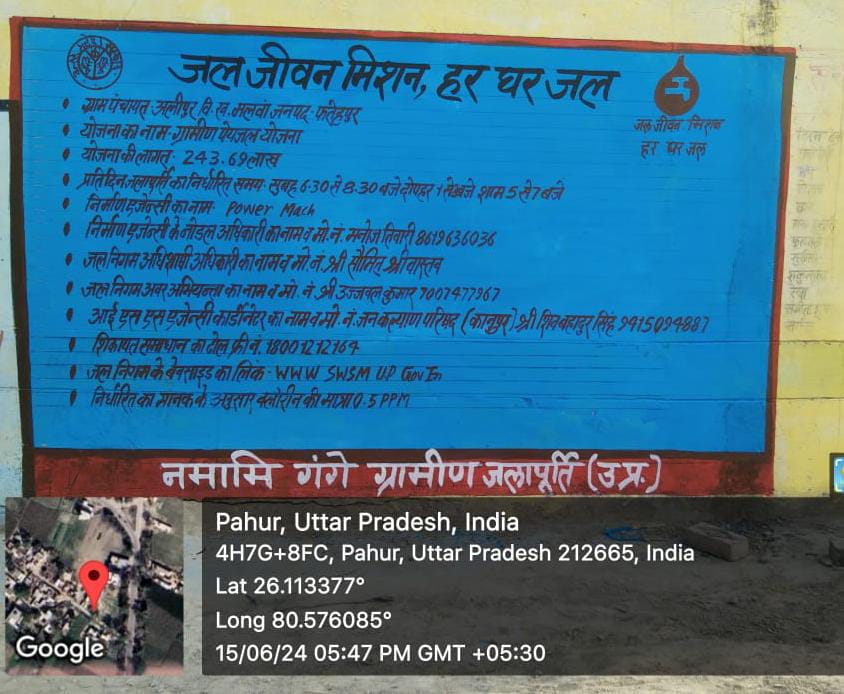 जल जीवन मिशन, हर घर जल
जल जीवन मिशन
हर घर जल
ग्राम पंचायत अलीपुर वि.ख. मलवां जनपद फतेहपुर
योजना का नाम- ग्रामीण पेयजल योजना
योजना की लागत- 243.69 लाख
प्रतिदिन जलापूर्ति का निर्धारित समय- सुबह 6:30 से 8.30 बजे दोपहर 1 से 2 बजे शाम 5 से 7 बजे
निर्माण एजेन्सी का नाम- Power Mach
निर्माण एजेन्सी के नोडल अधिकारी का नाम व मो.नं. मनोज तिवारी 8619636036
जल निगम अधिशाषी अधिकारी का नाम व मो.नं. श्री सौमित्र श्रीवास्तव
जल निगम अवर अभियन्ता का नाम व मो. नं. श्री उज्जवल कुमार 7007477967
आई एस एस एजेन्सी कार्डीनेटर का नाम व मो. नं. जन कल्याण परिषद (कानपुर) श्री शिव बहादुर सिंह 9415094887
शिकायत समाधान का टोल फ्री नं. 18001212164
जल निगम के वेबसाइड का लिंक- WWW SWSM UP Gov In
निर्धारित का मानक के अनुसार क्लोरीन की मात्रा 0.5 PPM
नमामि गंगे ग्रामीण जलापूर्ति (उ.प्र.)
Google
Pahur, Uttar Pradesh, India
4H7G+8FC, Pahur, Uttar Pradesh 212665, India
Lat 26.113377°
Long 80.576085°
15/06/24 05:47 PM GMT +05:30